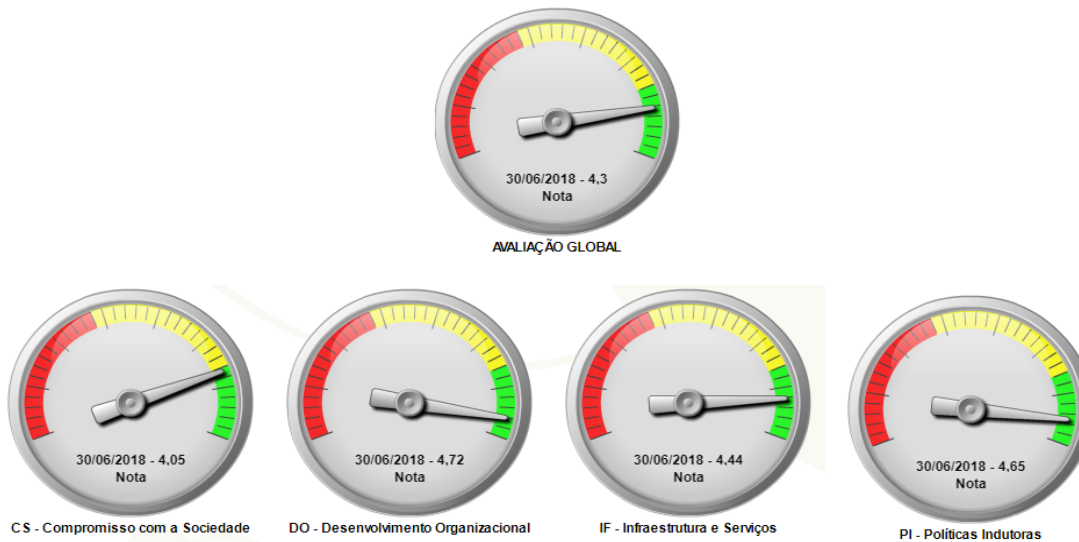 30/06/2018 - 4,3
Nota
AVALIAÇÃO GLOBAL
30/06/2018 - 4,05
Nota
CS - Compromisso com a Sociedade
30/06/2018 - 4,72
Nota
DO - Desenvolvimento Organizacional
30/06/2018 - 4,44
Nota
IF - Infraestrutura e Serviços
30/06/2018 - 4,65
Nota
PI - Políticas Indutoras